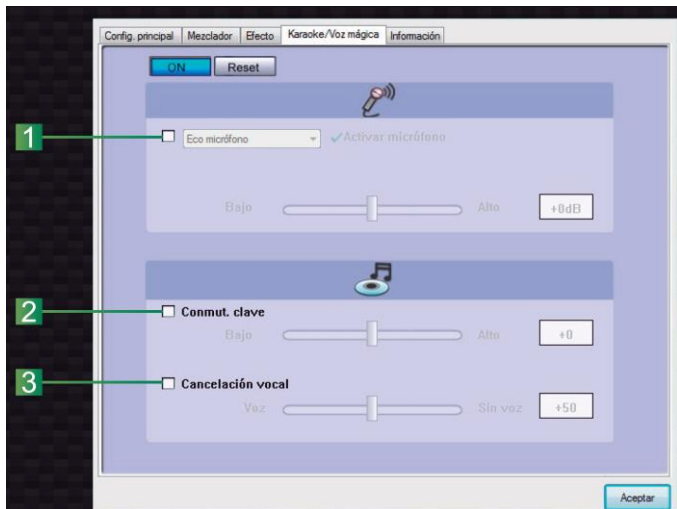 Config. principal Mezclador Efecto Karaoke/Voz mágica Información
ON Reset
1 Eco micrófono Activar micrófono
Bajo Alto +0dB
2 Conmut. clave
Bajo Alto +0
3 Cancelación vocal
Voz Sin voz +50
Aceptar